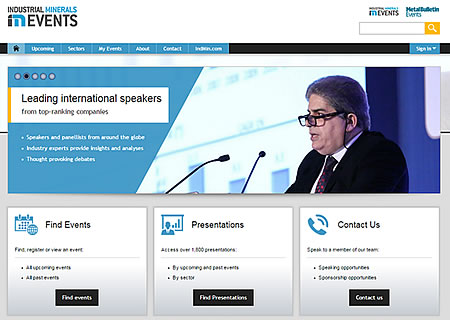 INDUSTRIAL MINERALS
im EVENTS
INDUSTRIAL MINERALS
im EVENTS
MetalBulletin
Events
Upcoming Sectors My Events About Contact IndMin.com Sign in
Leading international speakers
from top-ranking companies
Speakers and panellists from around the globe
Industry experts provide insights and analyses
Thought provoking debates
Find Events
Find, register or view an event:
All upcoming events
All past events
Find events
Presentations
Access over 1,800 presentations:
By upcoming and past events
By sector
Find Presentations
Contact Us
Speak to a member of our team:
Speaking opportunities
Sponsorship opportunities
Contact us